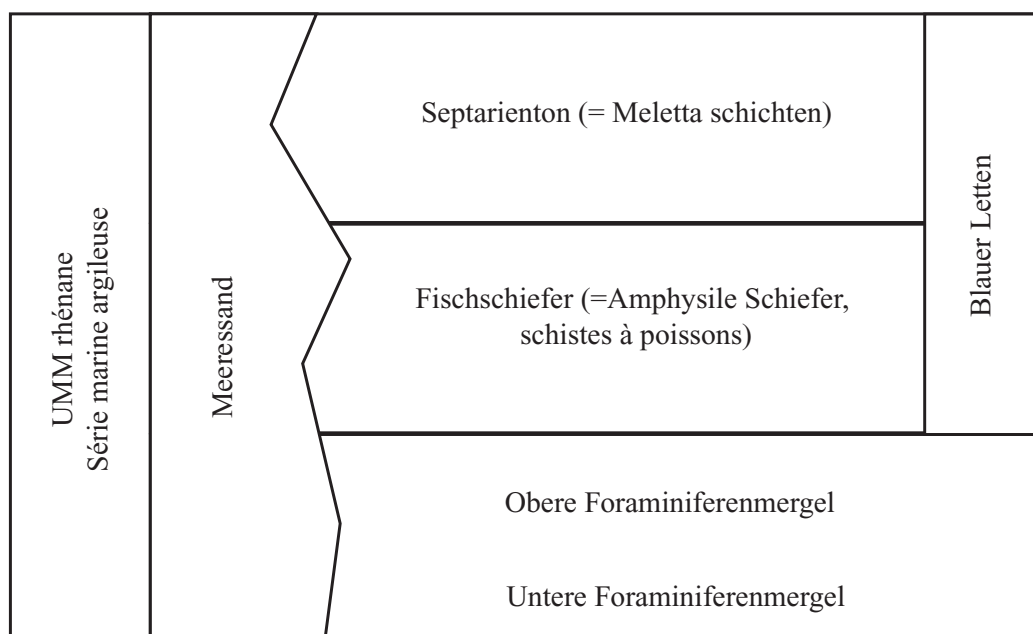 UMM rhénane
Série marine argileuse
Meeressand
Septarienton (= Meletta schichten)
Fischschiefer (=Amphysile Schiefer,
schistes à poissons)
Blauer Letten
Obere Foraminiferenmergel
Untere Foraminiferenmergel